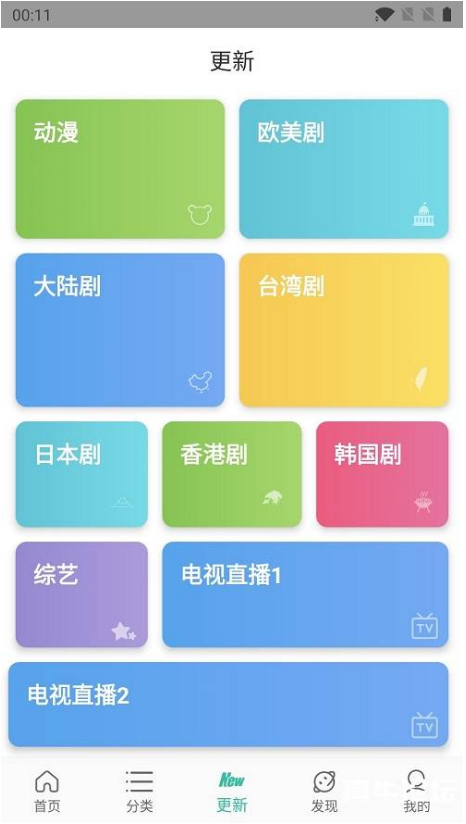 00:11
更新
动漫
欧美剧
大陆剧
台湾剧
日本剧
香港剧
韩国剧
综艺
电视直播1
TV
电视直播2
TV
New
首页
分类
更新
发现
我的